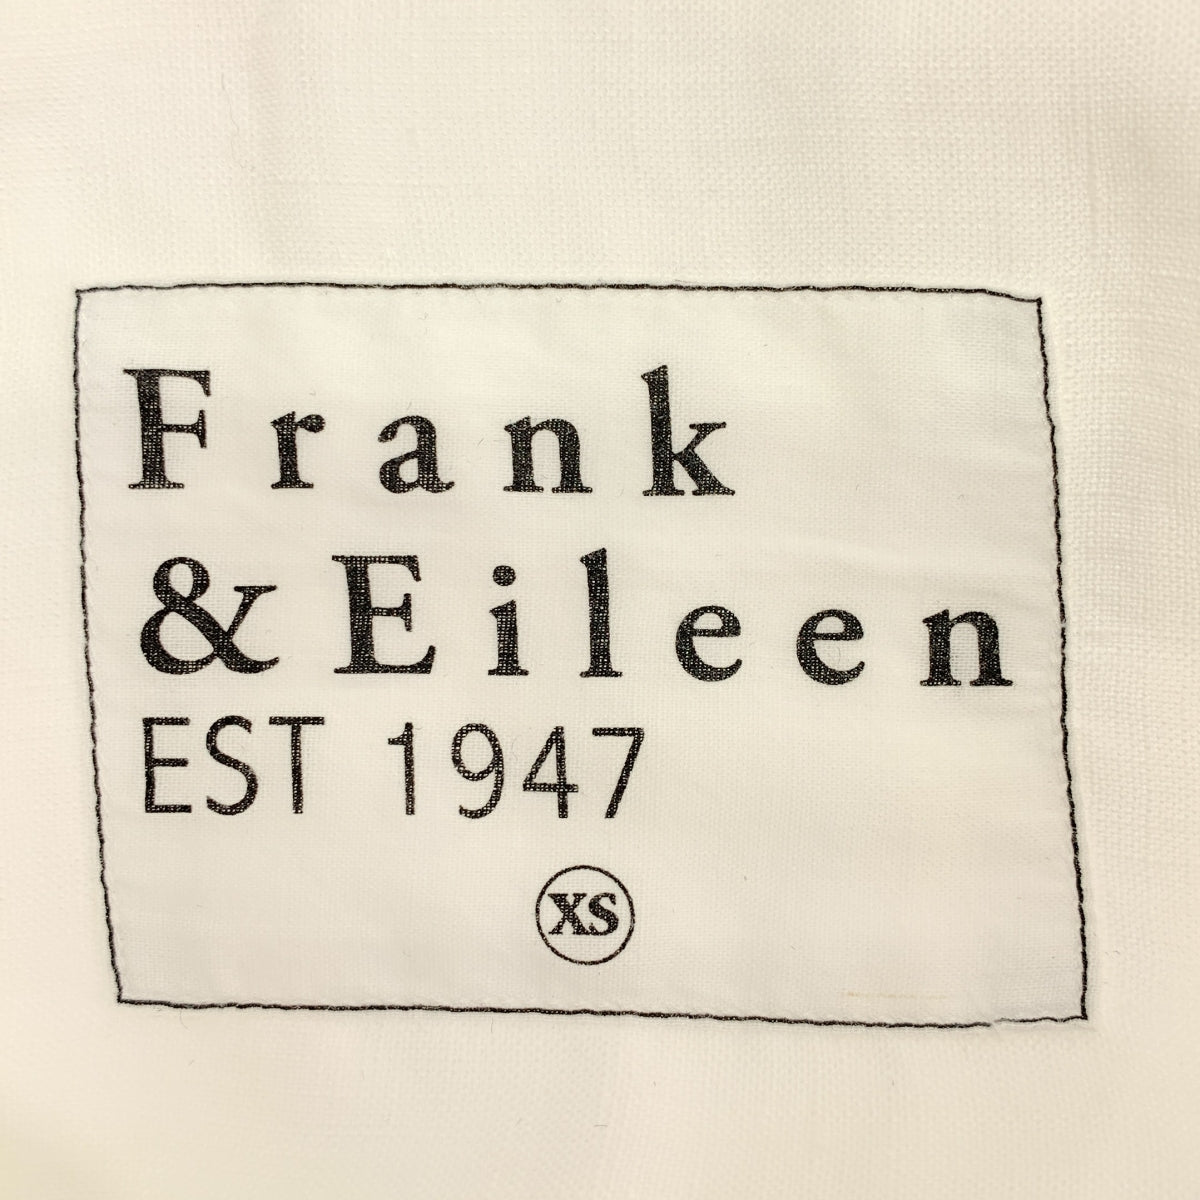 Frank
& Eileen
EST 1947
XS